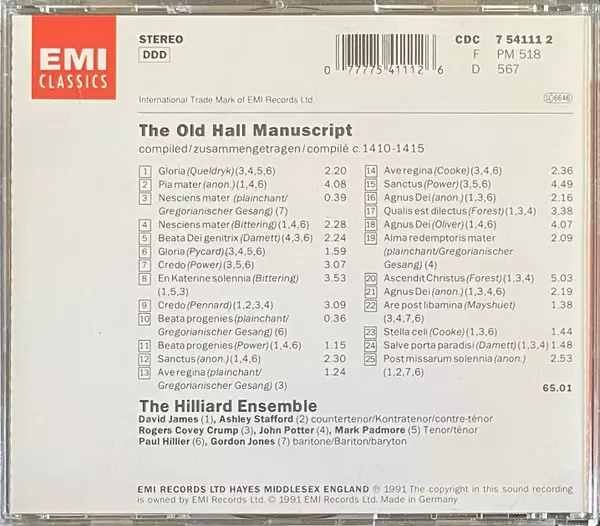 EMI
CLASSICS
STEREO
DDD
0 77775 41112 6
CDC 7 54111 2
F PM 518
D 567
International Trade Mark of EMI Records Ltd.
LC 6646
The Old Hall Manuscript
compiled/zusammengetragen/compilé c.1410-1415
1 Gloria (Queldryk) (3,4,5,6) 2.20
2 Pia mater (anon.) (1,4,6) 4.08
3 Nesciens mater (plainchant/
Gregorianischer Gesang) (7) 0.39
4 Nesciens mater (Bittering) (1,4,6) 2.28
5 Beata Dei genitrix (Damett) (4,3,6) 2.24
6 Gloria (Pycard) (3,4,5,6) 1.59
7 Credo (Power) (3,5,6) 3.07
8 En Katerine solennia (Bittering) 3.53
(1,5,3)
9 Credo (Pennard) (1,2,3,4) 3.09
10 Beata progenies (plainchant/ 0.36
Gregorianischer Gesang) (6)
11 Beata progenies (Power) (1,4,6) 1.15
12 Sanctus (anon.) (1,4,6) 2.30
13 Ave regina (plainchant/ 1.24
Gregorianischer Gesang) (3)
14 Ave regina (Cooke) (3,4,6) 2.36
15 Sanctus (Power) (3,5,6) 4.49
16 Agnus Dei (anon.) (1,3,6) 2.16
17 Qualis est dilectus (Forest) (1,3,4) 3.38
18 Agnus Dei (Oliver) (1,4,6) 4.07
19 Alma redemptoris mater 2.09
(plainchant/Gregorianischer
Gesang) (4)
20 Ascendit Christus (Forest) (1,3,4) 5.03
21 Agnus Dei (anon.) (1,3,4,6) 2.19
22 Are post libamina (Mayshuet) 1.38
(3,4,7,6)
23 Stella celi (Cooke) (1,3,6) 1.44
24 Salve porta paradisi (Damett) (1,3,4) 1.48
25 Post missarum solennia (anon.) 2.53
(1,2,7,6)
65.01
The Hilliard Ensemble
David James (1), Ashley Stafford (2) countertenor/Kontratenor/contre-ténor
Rogers Covey Crump (3), John Potter (4), Mark Padmore (5) Tenor/ténor
Paul Hillier (6), Gordon Jones (7) baritone/Bariton/baryton
EMI RECORDS LTD HAYES MIDDLESEX ENGLAND ℗ 1991 The copyright in this sound recording
is owned by EMI Records Ltd. © 1991 EMI Records Ltd. Made in Germany